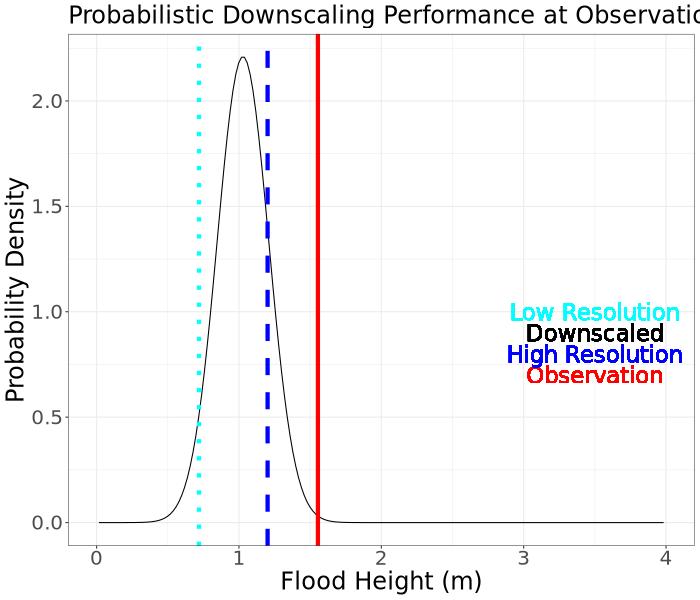 Probabilistic Downscaling Performance at Observatio
Probability Density
2.0
1.5
1.0
0.5
0.0
Low Resolution
Downscaled
High Resolution
Observation
0 1 2 3 4
Flood Height (m)